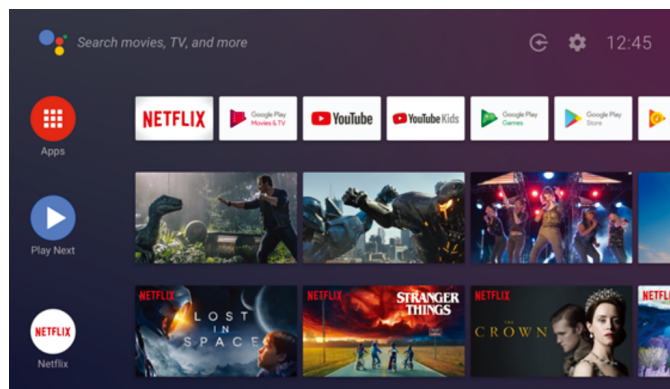 Search movies, TV, and more
12:45
Apps
NETFLIX
Google Play
Movies & TV
YouTube
YouTube Kids
Google Play
Games
Google Play
Store
Play Next
NETFLIX
Netflix
NETFLIX
LOST
IN
SPACE
NETFLIX
STRANGER
THINGS
NETFLIX
THE
CROWN
NETFL